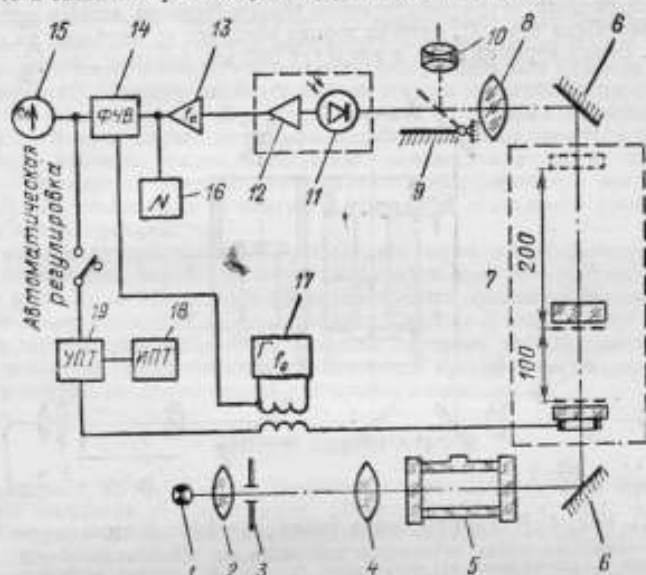 15 14 13 8 6
10
ФЧВ
f₀
12 11 9
16
N
Автоматическая
регулировка
17
7
200
19 18
Г
f₀
УПТ ИПТ
100
1 2 3 4 5 6